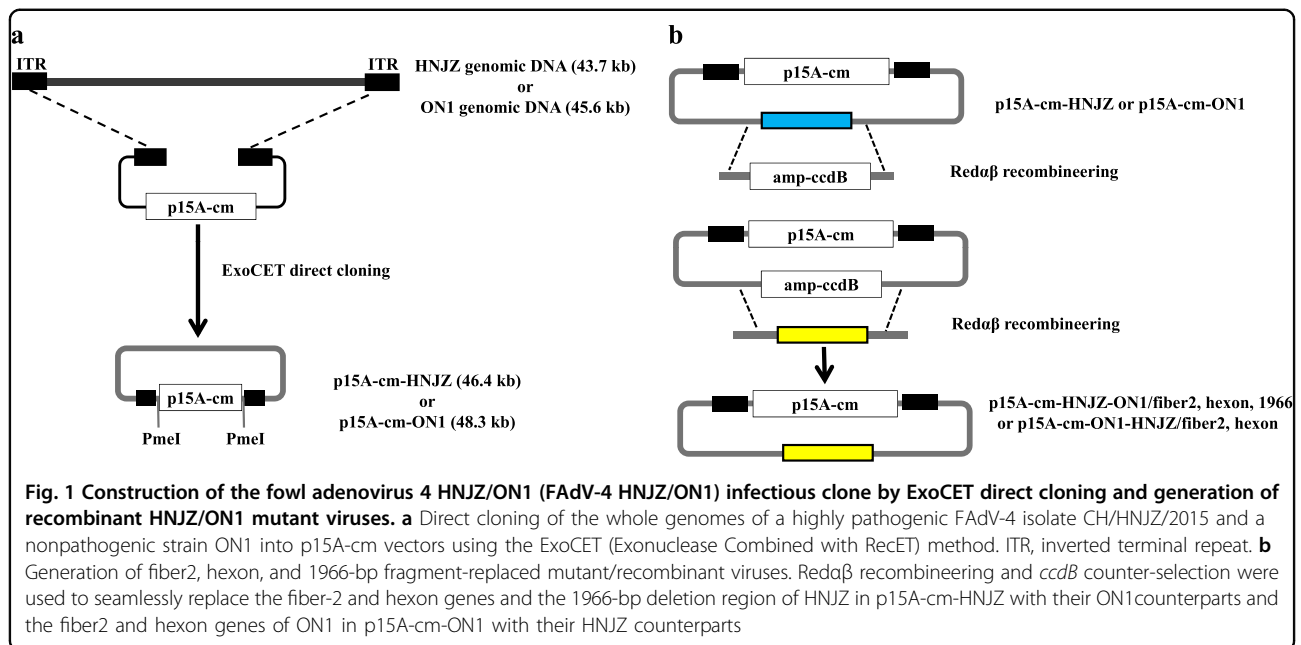 a
ITR
ITR
HNJZ genomic DNA (43.7 kb)
or
ON1 genomic DNA (45.6 kb)
p15A-cm
ExoCET direct cloning
p15A-cm
PmeI
PmeI
p15A-cm-HNJZ (46.4 kb)
or
p15A-cm-ON1 (48.3 kb)
b
p15A-cm
p15A-cm-HNJZ or p15A-cm-ON1
amp-ccdB
Redαβ recombineering
p15A-cm
amp-ccdB
Redαβ recombineering
p15A-cm
p15A-cm-HNJZ-ON1/fiber2, hexon, 1966
or p15A-cm-ON1-HNJZ/fiber2, hexon
Fig. 1 Construction of the fowl adenovirus 4 HNJZ/ON1 (FAdV-4 HNJZ/ON1) infectious clone by ExoCET direct cloning and generation of
recombinant HNJZ/ON1 mutant viruses. a Direct cloning of the whole genomes of a highly pathogenic FAdV-4 isolate CH/HNJZ/2015 and a
nonpathogenic strain ON1 into p15A-cm vectors using the ExoCET (Exonuclease Combined with RecET) method. ITR, inverted terminal repeat. b
Generation of fiber2, hexon, and 1966-bp fragment-replaced mutant/recombinant viruses. Redαβ recombineering and ccdB counter-selection were
used to seamlessly replace the fiber-2 and hexon genes and the 1966-bp deletion region of HNJZ in p15A-cm-HNJZ with their ON1counterparts and
the fiber2 and hexon genes of ON1 in p15A-cm-ON1 with their HNJZ counterparts